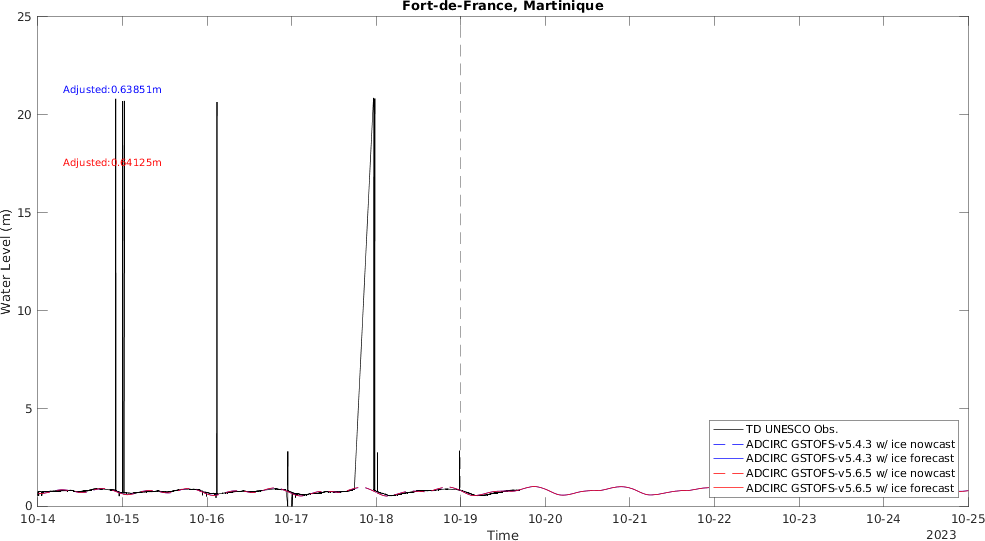 Fort-de-France, Martinique
25
20
15
10
5
0
Water Level (m)
Adjusted:0.63851m
Adjusted:0.64125m
TD UNESCO Obs.
ADCIRC GSTOFS-v5.4.3 w/ ice nowcast
ADCIRC GSTOFS-v5.4.3 w/ ice forecast
ADCIRC GSTOFS-v5.6.5 w/ ice nowcast
ADCIRC GSTOFS-v5.6.5 w/ ice forecast
10-14 10-15 10-16 10-17 10-18 10-19 10-20 10-21 10-22 10-23 10-24 10-25
Time
2023